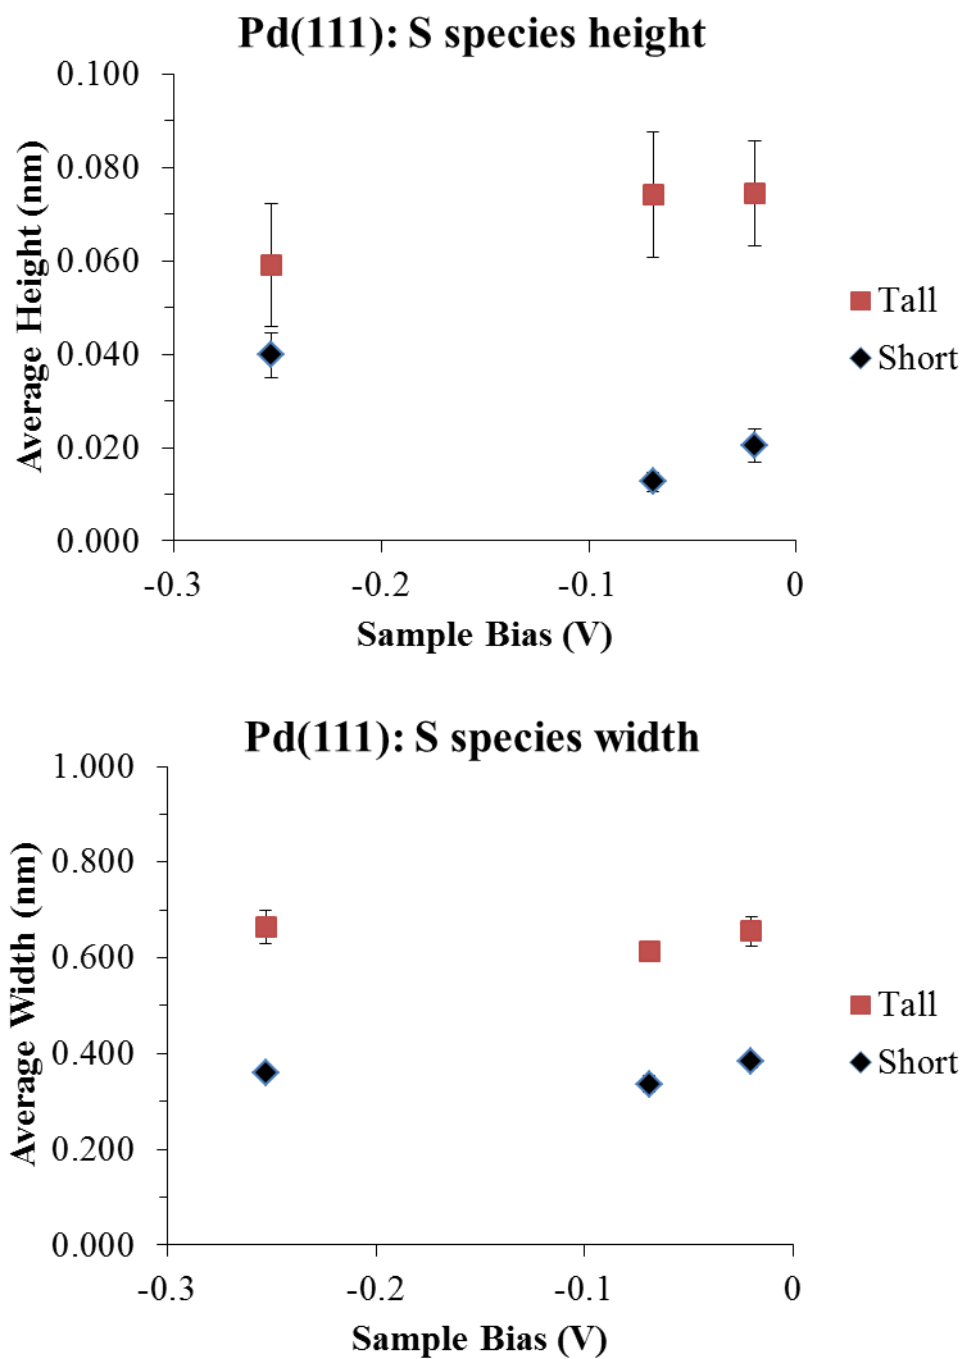 Pd(111): S species height
Average Height (nm)
0.100
0.080
0.060
0.040
0.020
0.000
-0.3 -0.2 -0.1 0
Sample Bias (V)
Tall
Short
Pd(111): S species width
Average Width (nm)
1.000
0.800
0.600
0.400
0.200
0.000
-0.3 -0.2 -0.1 0
Sample Bias (V)
Tall
Short